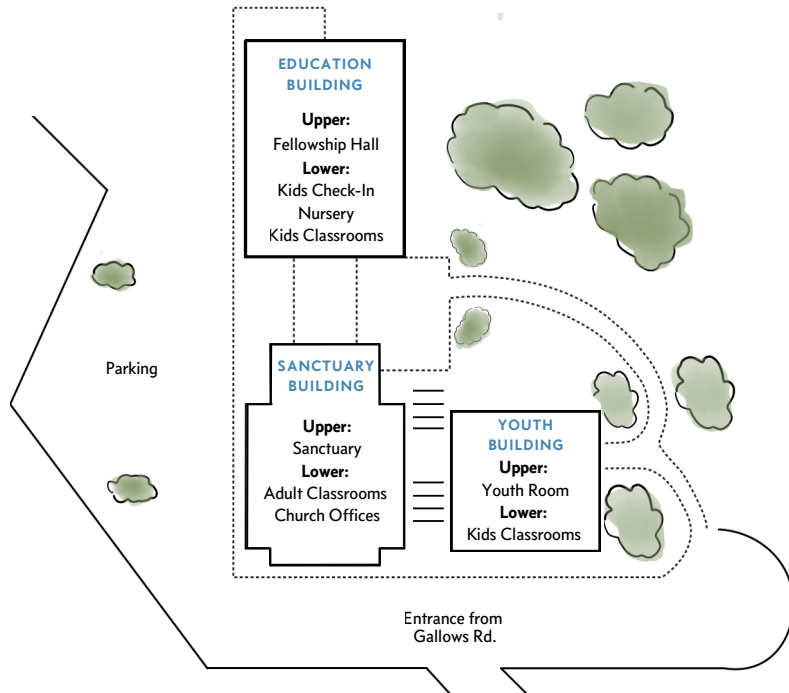 EDUCATION
BUILDING
Upper:
Fellowship Hall
Lower:
Kids Check-In
Nursery
Kids Classrooms
Parking
SANCTUARY
BUILDING
Upper:
Sanctuary
Lower:
Adult Classrooms
Church Offices
YOUTH
BUILDING
Upper:
Youth Room
Lower:
Kids Classrooms
Entrance from
Gallows Rd.